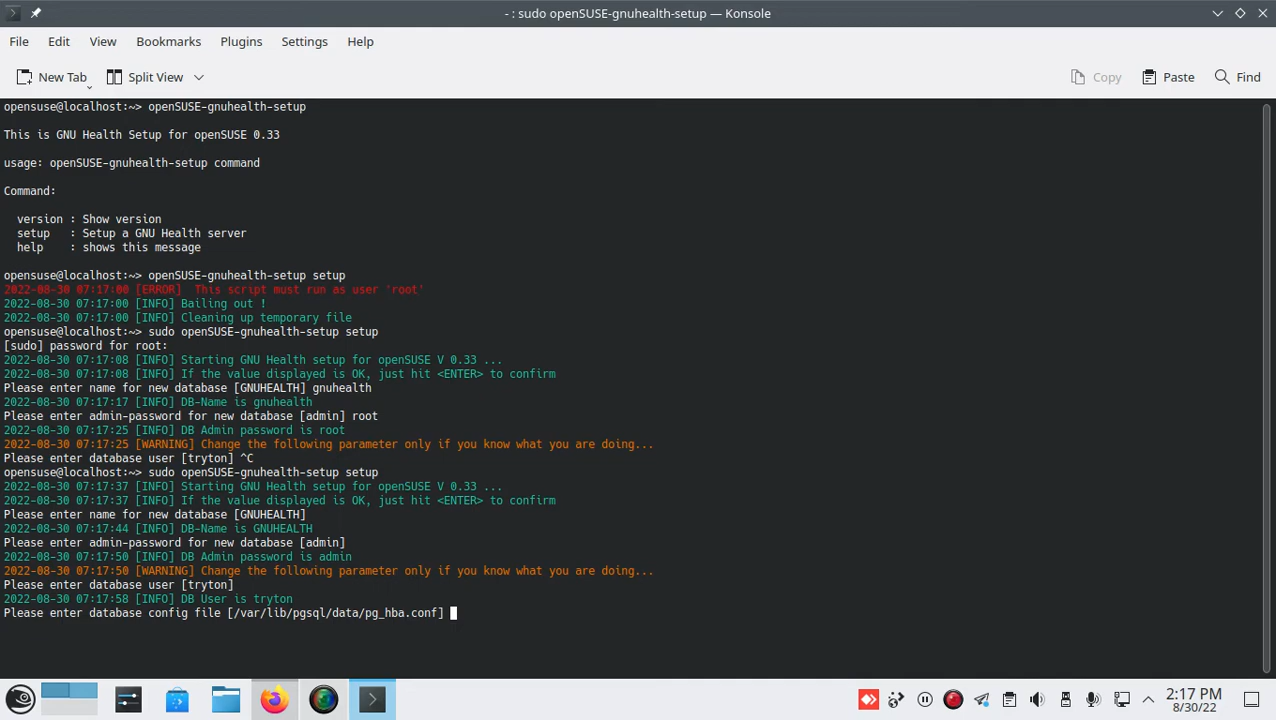 - : sudo openSUSE-gnuhealth-setup — Konsole
File Edit View Bookmarks Plugins Settings Help
New Tab Split View Copy Paste Find
opensuse@localhost:~> openSUSE-gnuhealth-setup
This is GNU Health Setup for openSUSE 0.33
usage: openSUSE-gnuhealth-setup command
Command:
version : Show version
setup : Setup a GNU Health server
help : shows this message
opensuse@localhost:~> openSUSE-gnuhealth-setup setup
2022-08-30 07:17:00 [ERROR] This script must run as user 'root'
2022-08-30 07:17:00 [INFO] Bailing out !
2022-08-30 07:17:00 [INFO] Cleaning up temporary file
opensuse@localhost:~> sudo openSUSE-gnuhealth-setup setup
[sudo] password for root:
2022-08-30 07:17:08 [INFO] Starting GNU Health setup for openSUSE V 0.33 ...
2022-08-30 07:17:08 [INFO] If the value displayed is OK, just hit <ENTER> to confirm
Please enter name for new database [GNUHEALTH] gnuhealth
2022-08-30 07:17:17 [INFO] DB-Name is gnuhealth
Please enter admin-password for new database [admin] root
2022-08-30 07:17:25 [INFO] DB Admin password is root
2022-08-30 07:17:25 [WARNING] Change the following parameter only if you know what you are doing...
Please enter database user [tryton] ^C
opensuse@localhost:~> sudo openSUSE-gnuhealth-setup setup
2022-08-30 07:17:37 [INFO] Starting GNU Health setup for openSUSE V 0.33 ...
2022-08-30 07:17:37 [INFO] If the value displayed is OK, just hit <ENTER> to confirm
Please enter name for new database [GNUHEALTH]
2022-08-30 07:17:44 [INFO] DB-Name is GNUHEALTH
Please enter admin-password for new database [admin]
2022-08-30 07:17:50 [INFO] DB Admin password is admin
2022-08-30 07:17:50 [WARNING] Change the following parameter only if you know what you are doing...
Please enter database user [tryton]
2022-08-30 07:17:58 [INFO] DB User is tryton
Please enter database config file [/var/lib/pgsql/data/pg_hba.conf]
2:17 PM
8/30/22